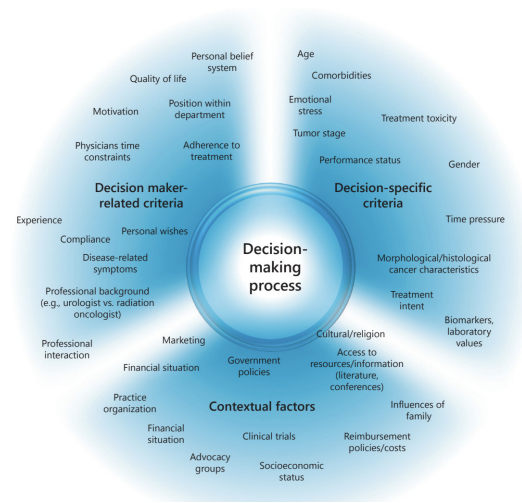 Personal belief
system
Quality of life
Motivation
Position within
department
Physicians time
constraints
Adherence to
treatment
Decision maker-
related criteria
Experience
Personal wishes
Compliance
Disease-related
symptoms
Professional background
(e.g., urologist vs. radiation
oncologist)
Professional
interaction
Age
Comorbidities
Emotional
stress
Treatment toxicity
Tumor stage
Performance status
Gender
Decision-specific
criteria
Time pressure
Morphological/histological
cancer characteristics
Treatment
intent
Biomarkers,
laboratory
values
Decision-
making
process
Marketing
Cultural/religion
Financial situation
Government
policies
Access to
resources/information
(literature,
conferences)
Practice
organization
Contextual factors
Influences of
family
Financial
situation
Clinical trials
Reimbursement
policies/costs
Advocacy
groups
Socioeconomic
status